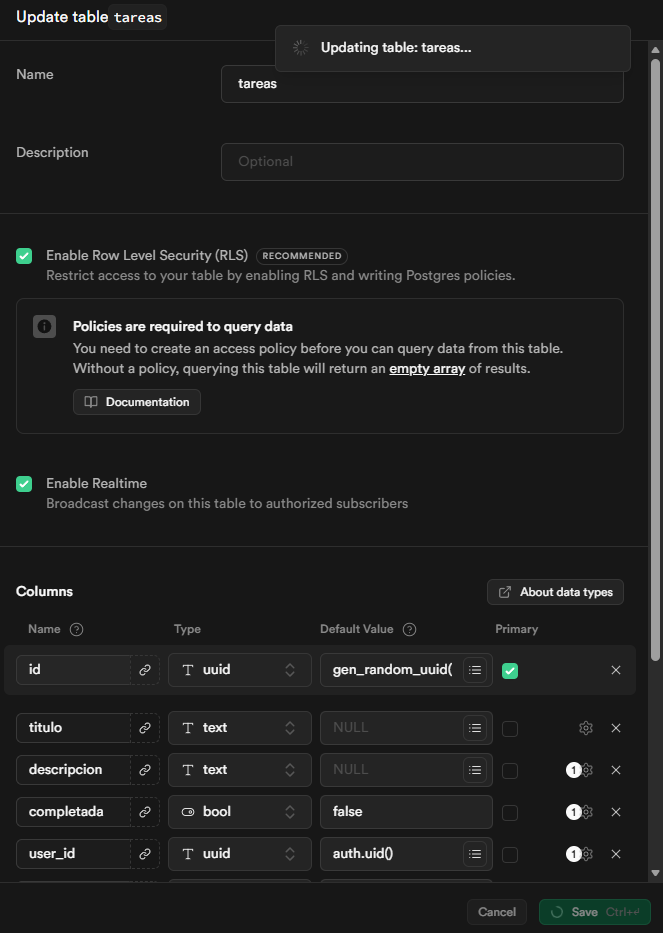 Update table tareas
Updating table: tareas...
Name
tareas
Description
Optional
Enable Row Level Security (RLS) RECOMMENDED
Restrict access to your table by enabling RLS and writing Postgres policies.
Policies are required to query data
You need to create an access policy before you can query data from this table.
Without a policy, querying this table will return an empty array of results.
Documentation
Enable Realtime
Broadcast changes on this table to authorized subscribers
Columns
About data types
Name Type Default Value Primary
id uuid gen_random_uuid(
titulo text NULL
descripcion text NULL 1
completada bool false 1
user_id uuid auth.uid() 1
Cancel Save Ctrl+↵